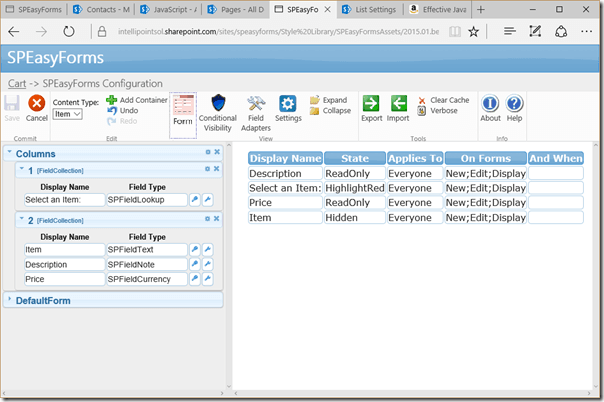 SPEasyForms
Contacts - M
JavaScript - A
Pages - All D
SPEasyFo
List Settings
Effective Java
intellipointsol.sharepoint.com/sites/speasyforms/Style%20Library/SPEasyFormsAssets/2015.01.be
SPEasyForms
Cart -> SPEasyForms Configuration
Save
Cancel
Commit
Content Type:
Item
Add Container
Undo
Redo
Edit
Form
Conditional
Visibility
Field
Adapters
Settings
Expand
Collapse
View
Export
Import
Clear Cache
Verbose
Tools
About
Help
Info
Columns
1 [FieldCollection]
Display Name Field Type
Select an Item: SPFieldLookup
2 [FieldCollection]
Display Name Field Type
Item SPFieldText
Description SPFieldNote
Price SPFieldCurrency
DefaultForm
Display Name State Applies To On Forms And When
Description ReadOnly Everyone New;Edit;Display
Select an Item: HighlightRed Everyone New;Edit;Display
Price ReadOnly Everyone New;Edit;Display
Item Hidden Everyone New;Edit;Display